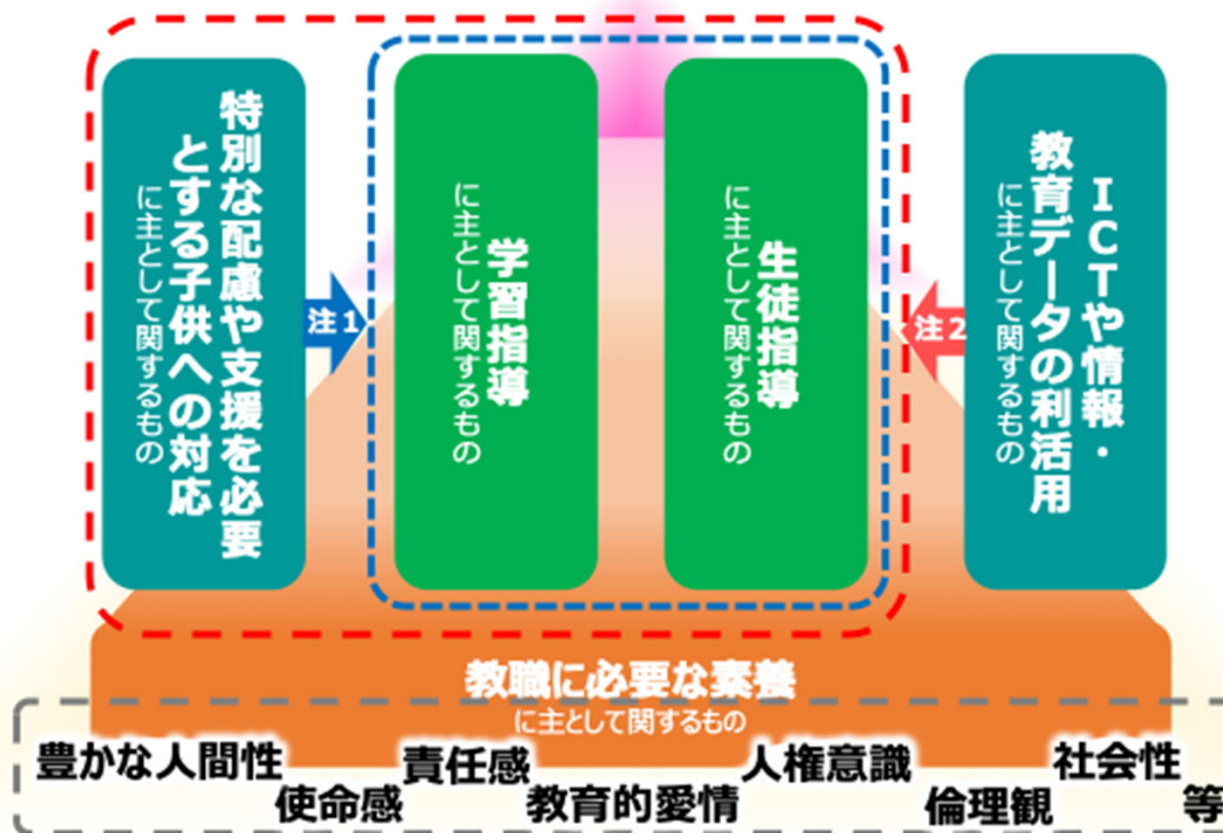 特別な配慮や支援を必要
とする子供への対応
に主として関するもの
注1
学習指導
に主として関するもの
生徒指導
に主として関するもの
注2
ICTや情報・
教育データの利活用
に主として関するもの
教職に必要な素養
に主として関するもの
豊かな人間性
使命感
責任感
教育的愛情
人権意識
倫理観
社会性
等